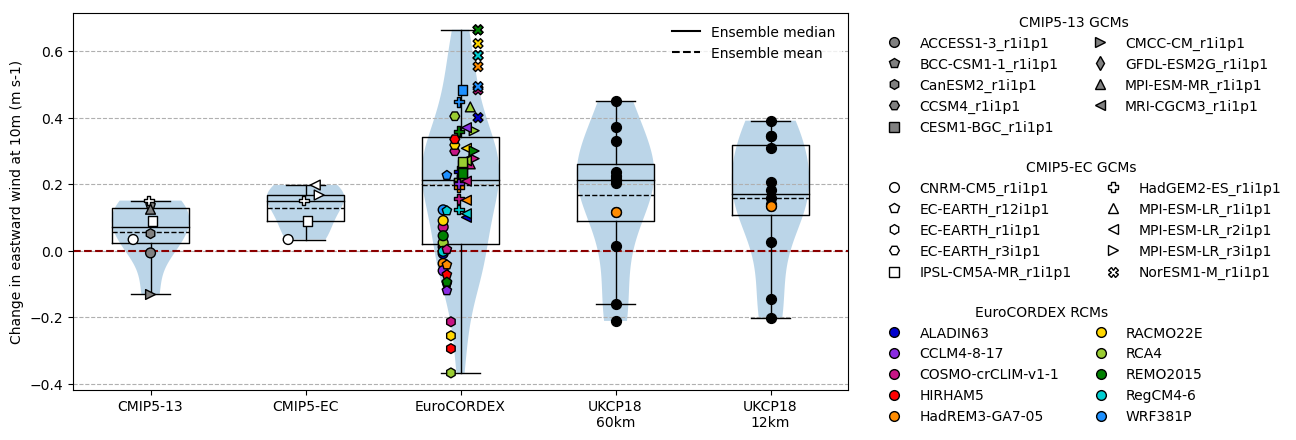 Change in eastward wind at 10m (m s-1)
0.6
0.4
0.2
0.0
−0.2
−0.4
CMIP5-13
CMIP5-EC
EuroCORDEX
UKCP18
60km
UKCP18
12km
Ensemble median
Ensemble mean
CMIP5-13 GCMs
ACCESS1-3_r1i1p1
BCC-CSM1-1_r1i1p1
CanESM2_r1i1p1
CCSM4_r1i1p1
CESM1-BGC_r1i1p1
CMCC-CM_r1i1p1
GFDL-ESM2G_r1i1p1
MPI-ESM-MR_r1i1p1
MRI-CGCM3_r1i1p1
CMIP5-EC GCMs
CNRM-CM5_r1i1p1
EC-EARTH_r12i1p1
EC-EARTH_r1i1p1
EC-EARTH_r3i1p1
IPSL-CM5A-MR_r1i1p1
HadGEM2-ES_r1i1p1
MPI-ESM-LR_r1i1p1
MPI-ESM-LR_r2i1p1
MPI-ESM-LR_r3i1p1
NorESM1-M_r1i1p1
EuroCORDEX RCMs
ALADIN63
CCLM4-8-17
COSMO-crCLIM-v1-1
HIRHAM5
HadREM3-GA7-05
RACMO22E
RCA4
REMO2015
RegCM4-6
WRF381P